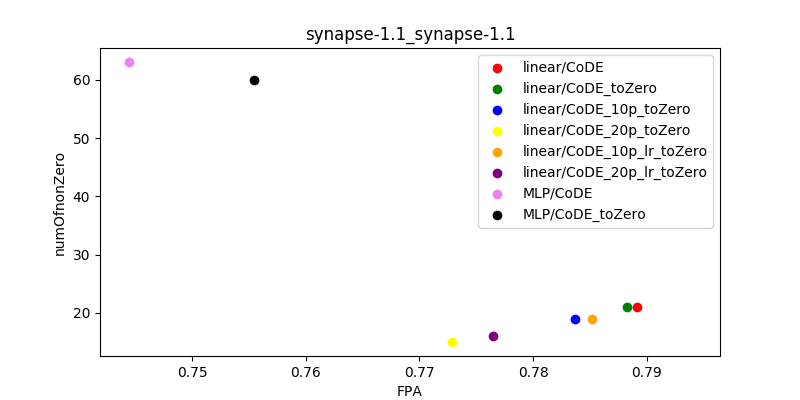 synapse-1.1_synapse-1.1
numOfnonZero
60
50
40
30
20
linear/CoDE
linear/CoDE_toZero
linear/CoDE_10p_toZero
linear/CoDE_20p_toZero
linear/CoDE_10p_lr_toZero
linear/CoDE_20p_lr_toZero
MLP/CoDE
MLP/CoDE_toZero
0.75 0.76 0.77 0.78 0.79
FPA